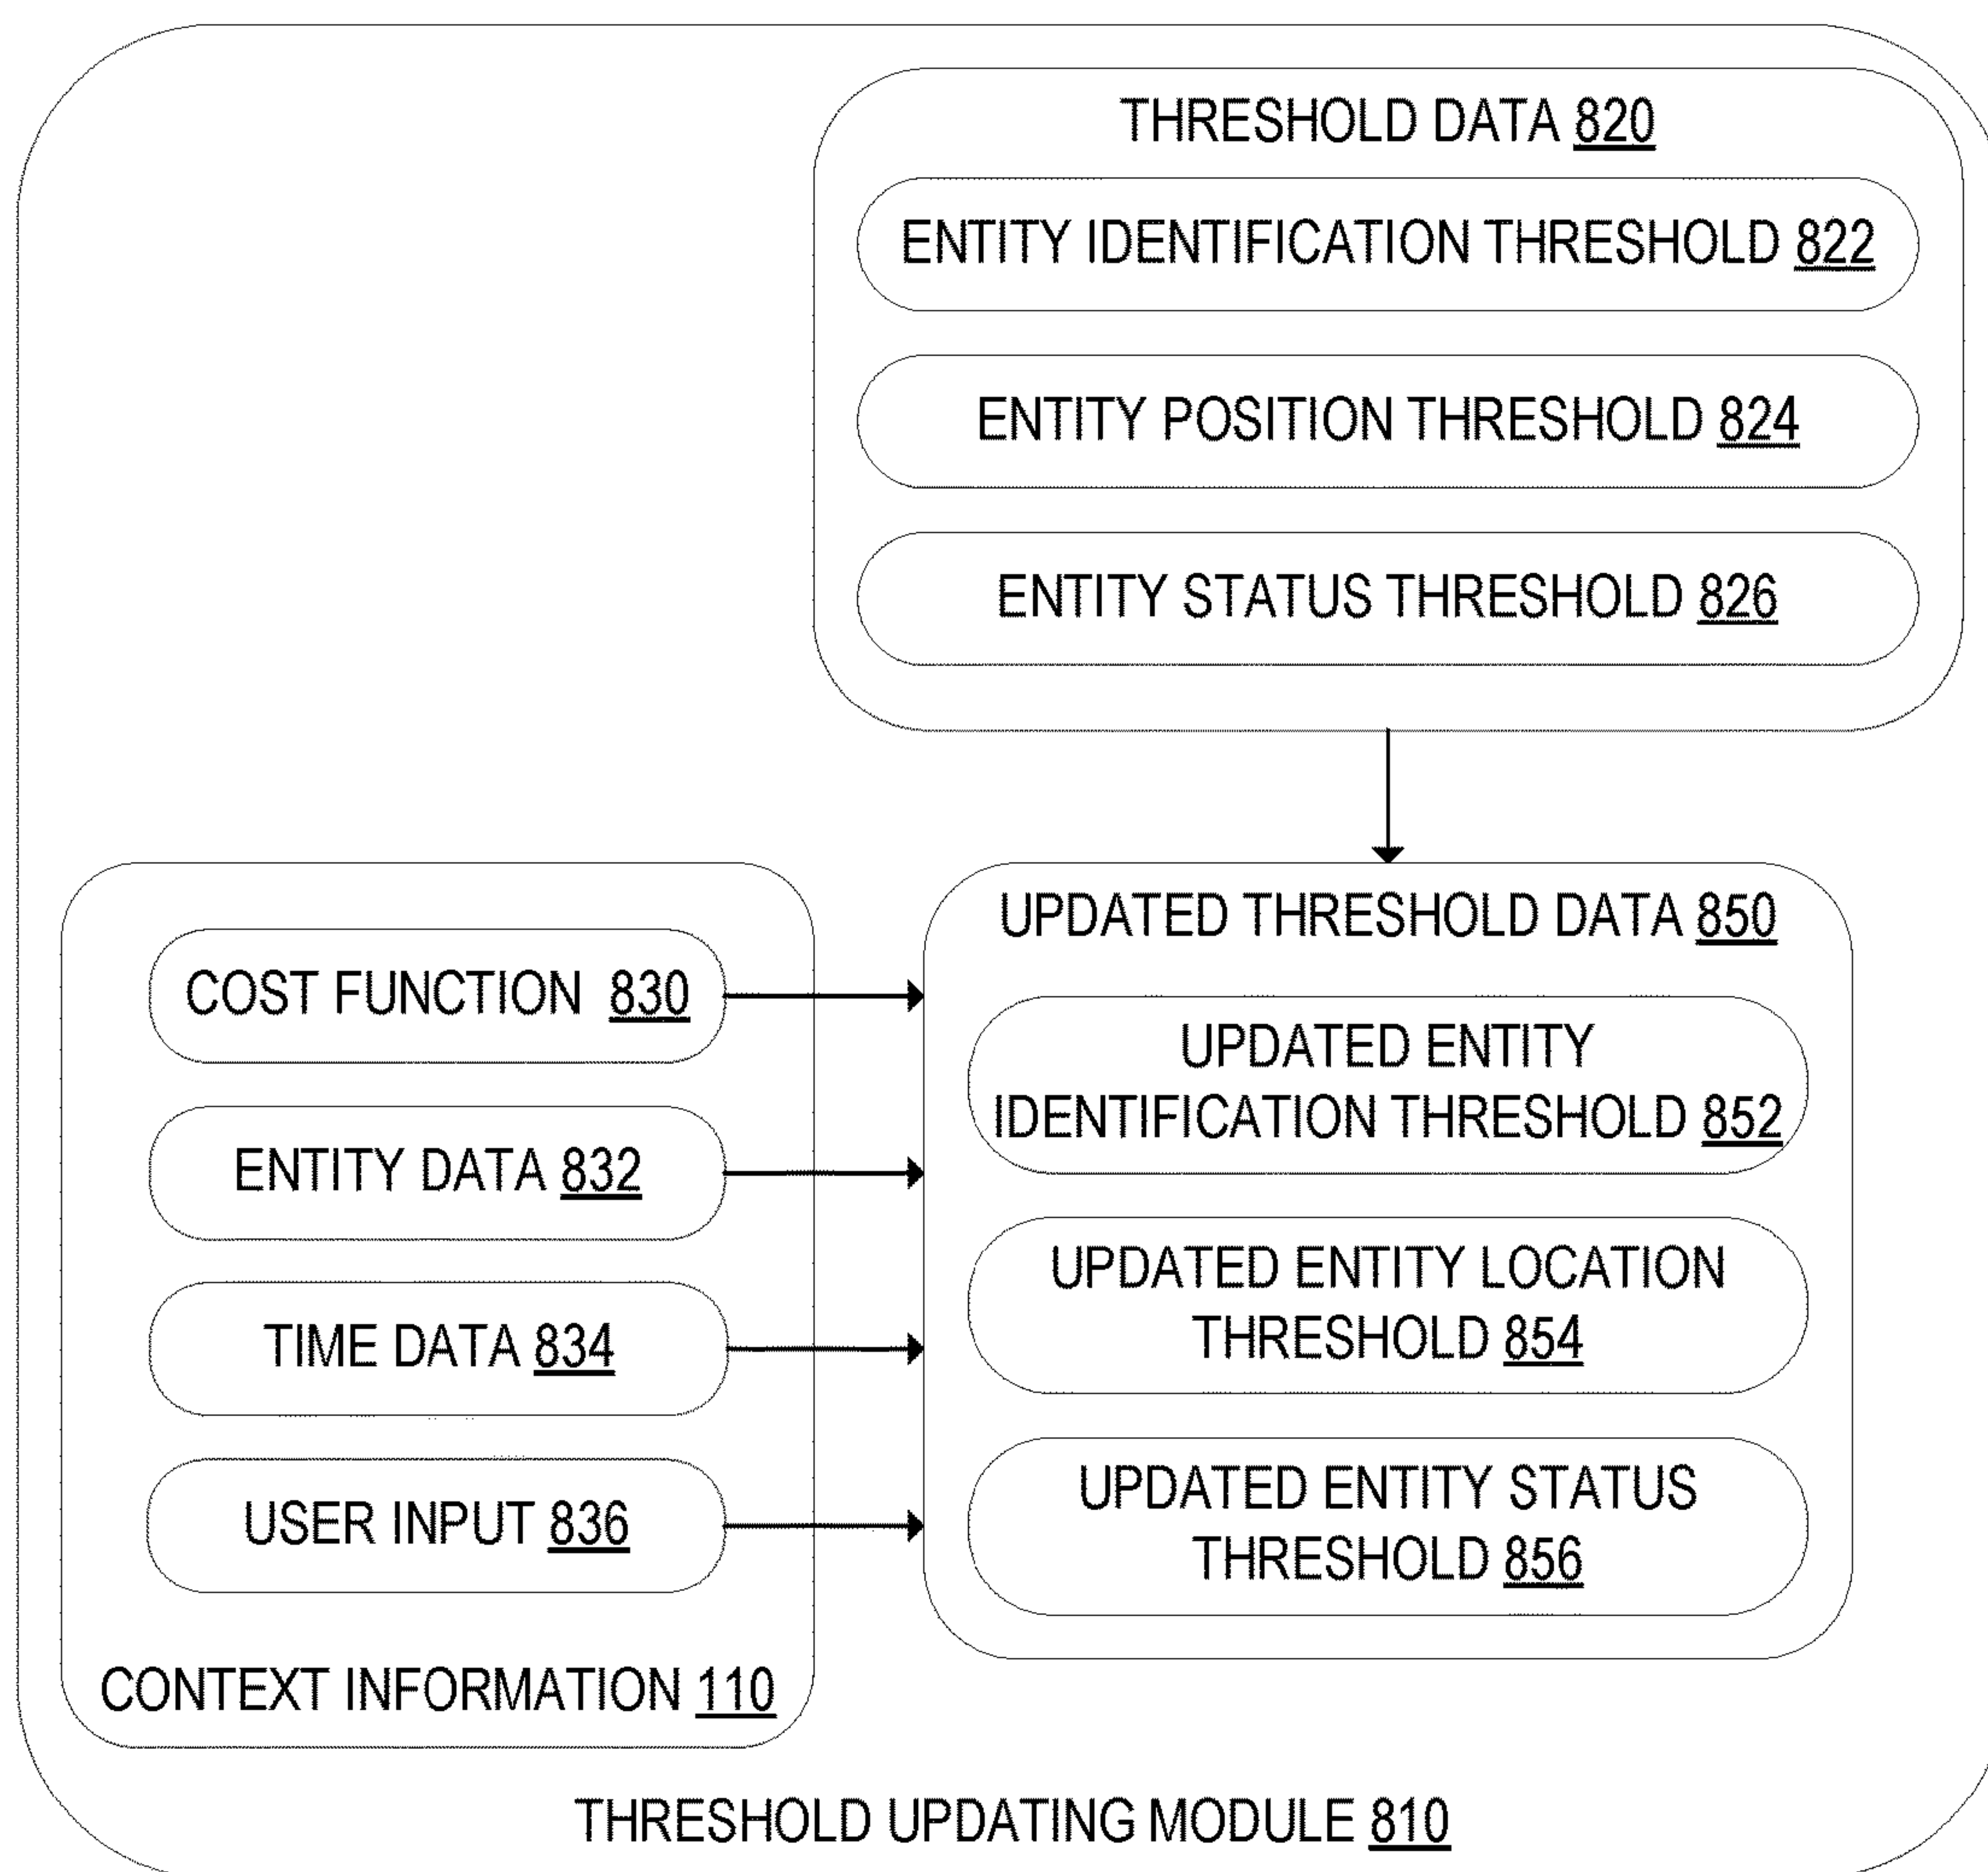 THRESHOLD DATA 820
ENTITY IDENTIFICATION THRESHOLD 822
ENTITY POSITION THRESHOLD 824
ENTITY STATUS THRESHOLD 826
COST FUNCTION 830
ENTITY DATA 832
TIME DATA 834
USER INPUT 836
CONTEXT INFORMATION 110
UPDATED THRESHOLD DATA 850
UPDATED ENTITY
IDENTIFICATION THRESHOLD 852
UPDATED ENTITY LOCATION
THRESHOLD 854
UPDATED ENTITY STATUS
THRESHOLD 856
THRESHOLD UPDATING MODULE 810